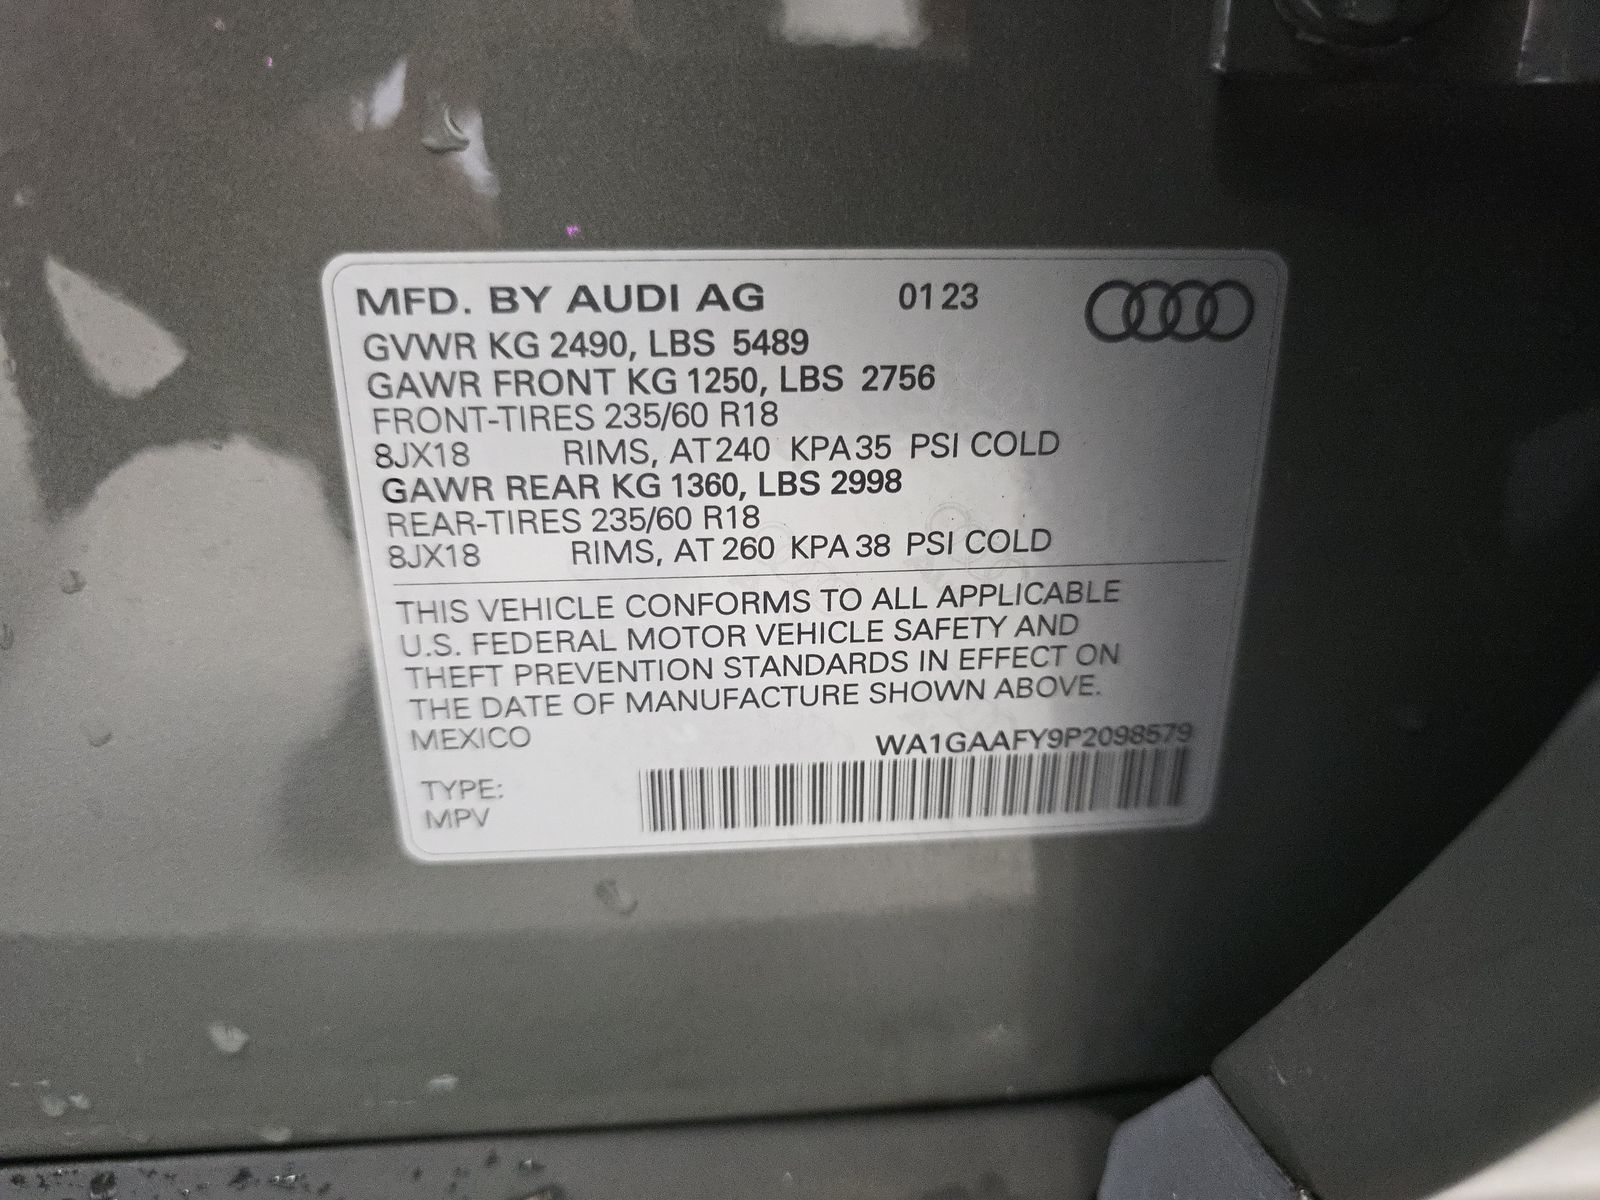 MFD. BY AUDI AG 01 23
GVWR KG 2490, LBS 5489
GAWR FRONT KG 1250, LBS 2756
FRONT-TIRES 235/60 R18
8JX18 RIMS, AT 240 KPA 35 PSI COLD
GAWR REAR KG 1360, LBS 2998
REAR-TIRES 235/60 R18
8JX18 RIMS, AT 260 KPA 38 PSI COLD
THIS VEHICLE CONFORMS TO ALL APPLICABLE
U.S. FEDERAL MOTOR VEHICLE SAFETY AND
THEFT PREVENTION STANDARDS IN EFFECT ON
THE DATE OF MANUFACTURE SHOWN ABOVE.
MEXICO WA1GAAFY9P2098579
TYPE:
MPV